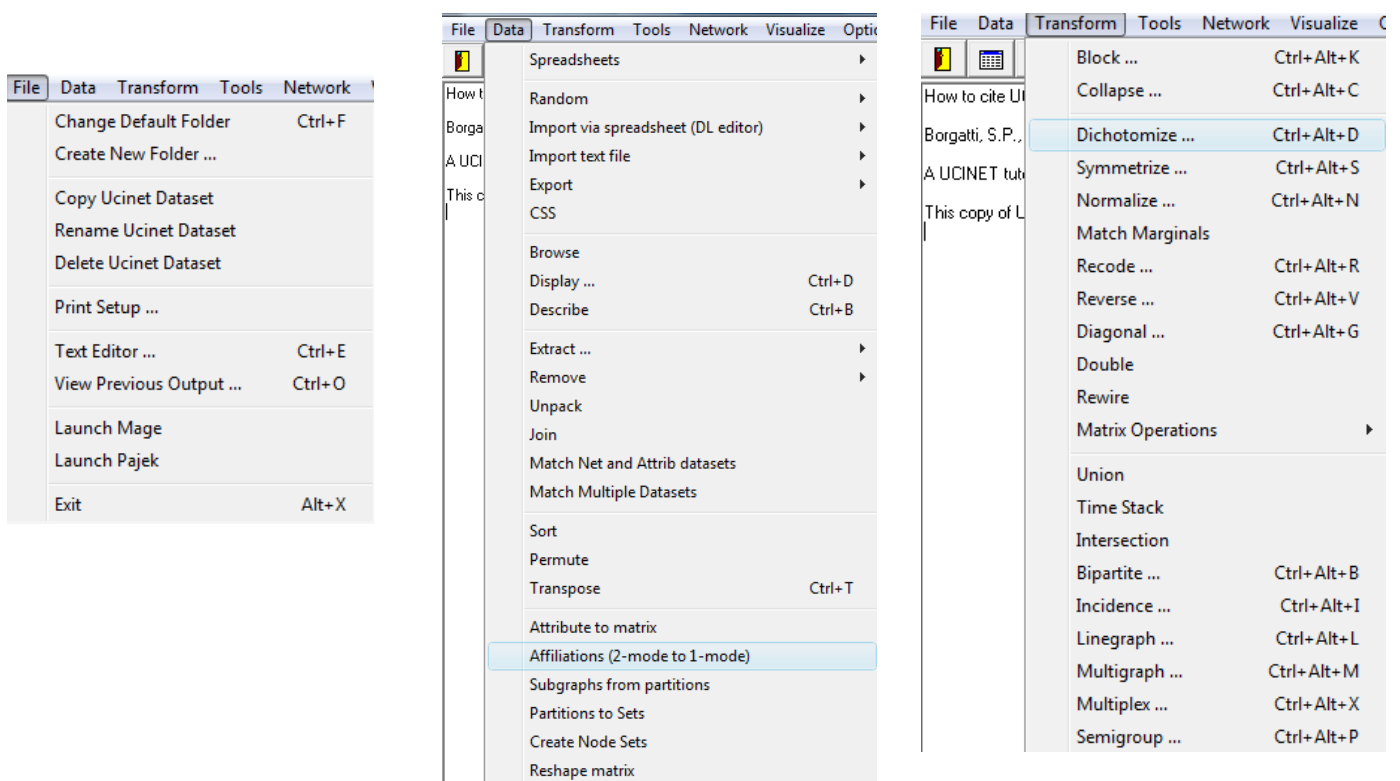 File Data Transform Tools Network
Change Default Folder Ctrl+F
Create New Folder ...
Copy Ucinet Dataset
Rename Ucinet Dataset
Delete Ucinet Dataset
Print Setup ...
Text Editor ... Ctrl+E
View Previous Output ... Ctrl+O
Launch Mage
Launch Pajek
Exit Alt+X
File Data Transform Tools Network Visualize Optio
How t
Borga
A UCI
This c
Spreadsheets
Random
Import via spreadsheet (DL editor)
Import text file
Export
CSS
Browse
Display ... Ctrl+D
Describe Ctrl+B
Extract ...
Remove
Unpack
Join
Match Net and Attrib datasets
Match Multiple Datasets
Sort
Permute
Transpose Ctrl+T
Attribute to matrix
Affiliations (2-mode to 1-mode)
Subgraphs from partitions
Partitions to Sets
Create Node Sets
Reshape matrix
File Data Transform Tools Network Visualize
How to cite UI
Borgatti, S.P.,
A UCINET tuto
This copy of U
Block ... Ctrl+Alt+K
Collapse ... Ctrl+Alt+C
Dichotomize ... Ctrl+Alt+D
Symmetrize ... Ctrl+Alt+S
Normalize ... Ctrl+Alt+N
Match Marginals
Recode ... Ctrl+Alt+R
Reverse ... Ctrl+Alt+V
Diagonal ... Ctrl+Alt+G
Double
Rewire
Matrix Operations
Union
Time Stack
Intersection
Bipartite ... Ctrl+Alt+B
Incidence ... Ctrl+Alt+I
Linegraph ... Ctrl+Alt+L
Multigraph ... Ctrl+Alt+M
Multiplex ... Ctrl+Alt+X
Semigroup ... Ctrl+Alt+P